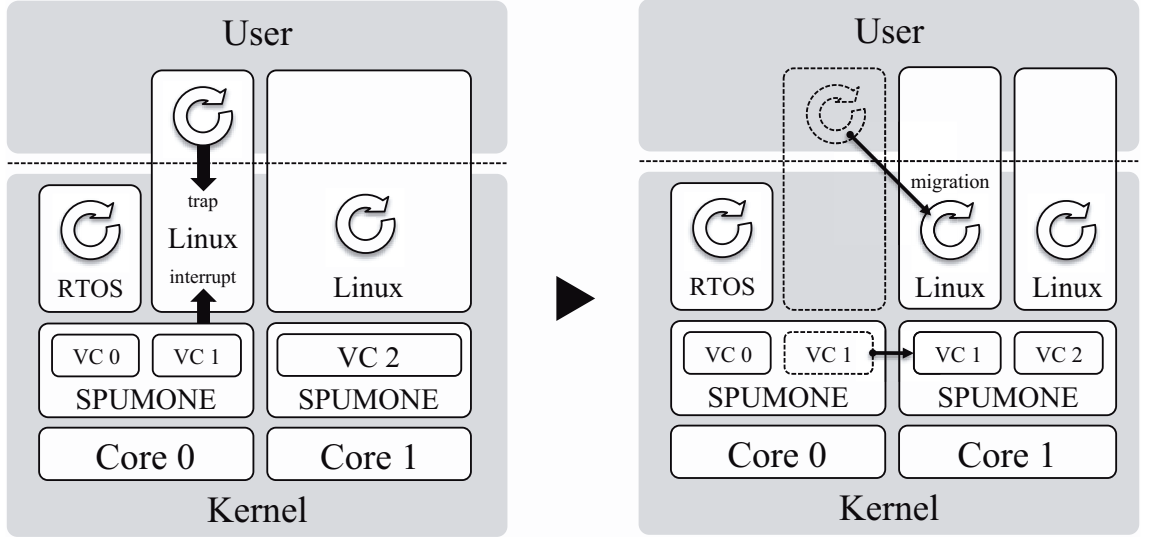 User
trap
Linux
interrupt
RTOS
Linux
VC 0
VC 1
VC 2
SPUMONE
SPUMONE
Core 0
Core 1
Kernel
User
migration
RTOS
Linux
Linux
VC 0
VC 1
VC 1
VC 2
SPUMONE
SPUMONE
Core 0
Core 1
Kernel